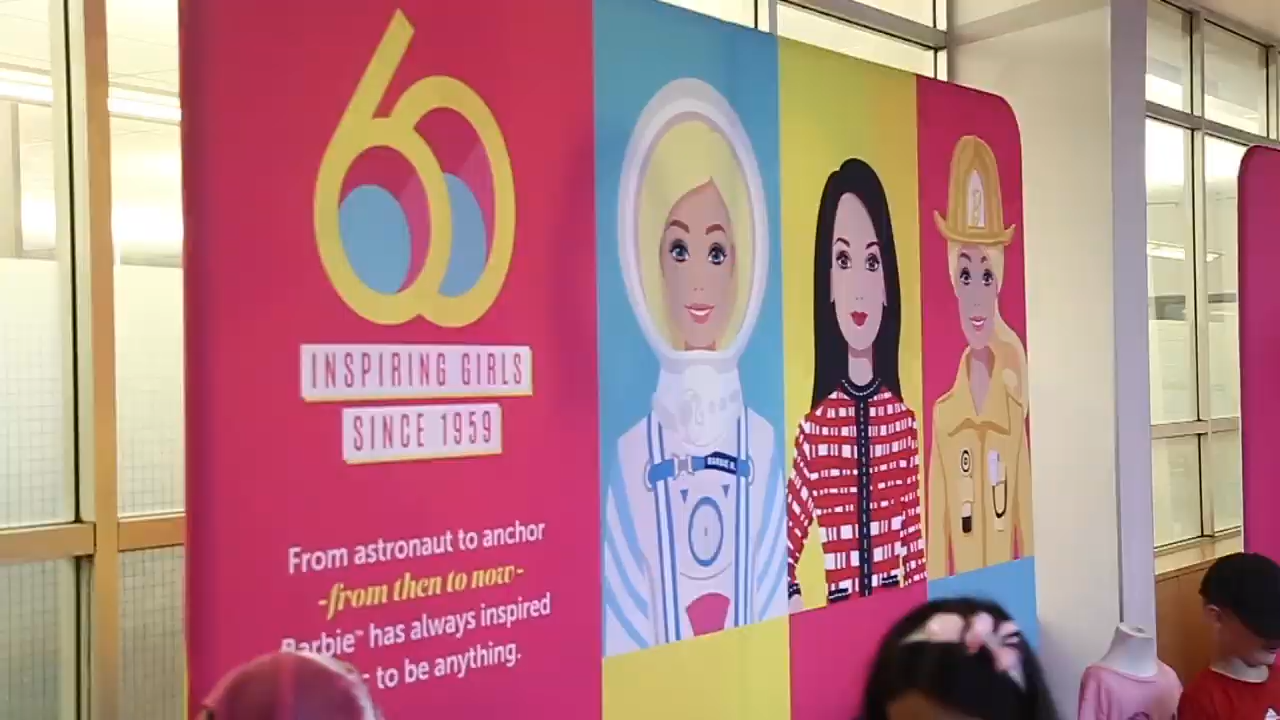 60
INSPIRING GIRLS
SINCE 1959
From astronaut to anchor
-from then to now-
Barbie™ has always inspired
to be anything.